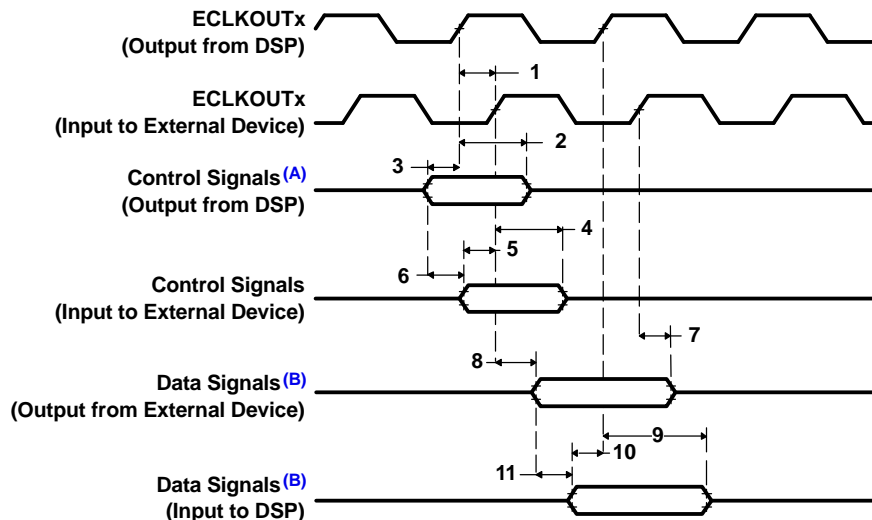 ECLKOUTx
(Output from DSP)
1
ECLKOUTx
(Input to External Device)
2
3
Control Signals(A)
(Output from DSP)
4
5
6
Control Signals
(Input to External Device)
7
8
Data Signals(B)
(Output from External Device)
9
10
11
Data Signals(B)
(Input to DSP)